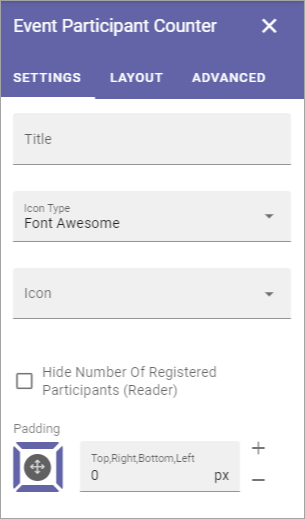 Event Participant Counter
SETTINGS LAYOUT ADVANCED
Title
Icon Type
Font Awesome
Icon
Hide Number Of Registered
Participants (Reader)
Padding
Top,Right,Bottom,Left
0 px